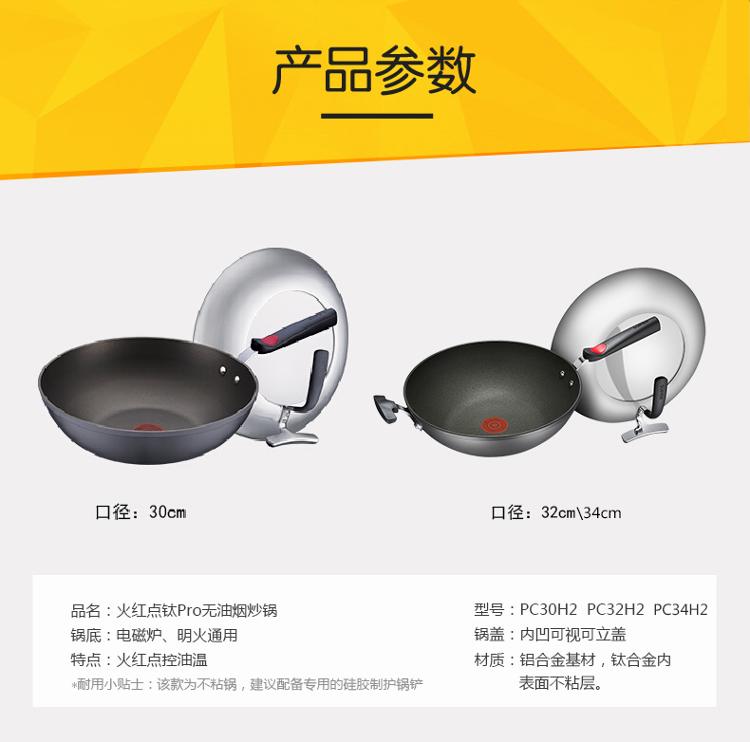 产品参数
口径：30cm
口径：32cm\34cm
品名：火红点钛Pro无油烟炒锅
锅底：电磁炉、明火通用
特点：火红点控油温
*耐用小贴士：该款为不粘锅，建议配备专用的硅胶制护锅铲
型号：PC30H2 PC32H2 PC34H2
锅盖：内凹可视可立盖
材质：铝合金基材，钛合金内
表面不粘层。